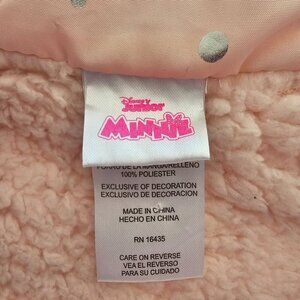 Disney
Junior
MINNIE
FORRO DE LA MARGA/RELLENO
100% POLIESTER
EXCLUSIVE OF DECORATION
EXCLUSIVO DE DECORACION
MADE IN CHINA
HECHO EN CHINA
RN 16435
CARE ON REVERSE
VEA EL REVERSO
PARA SU CUIDADO